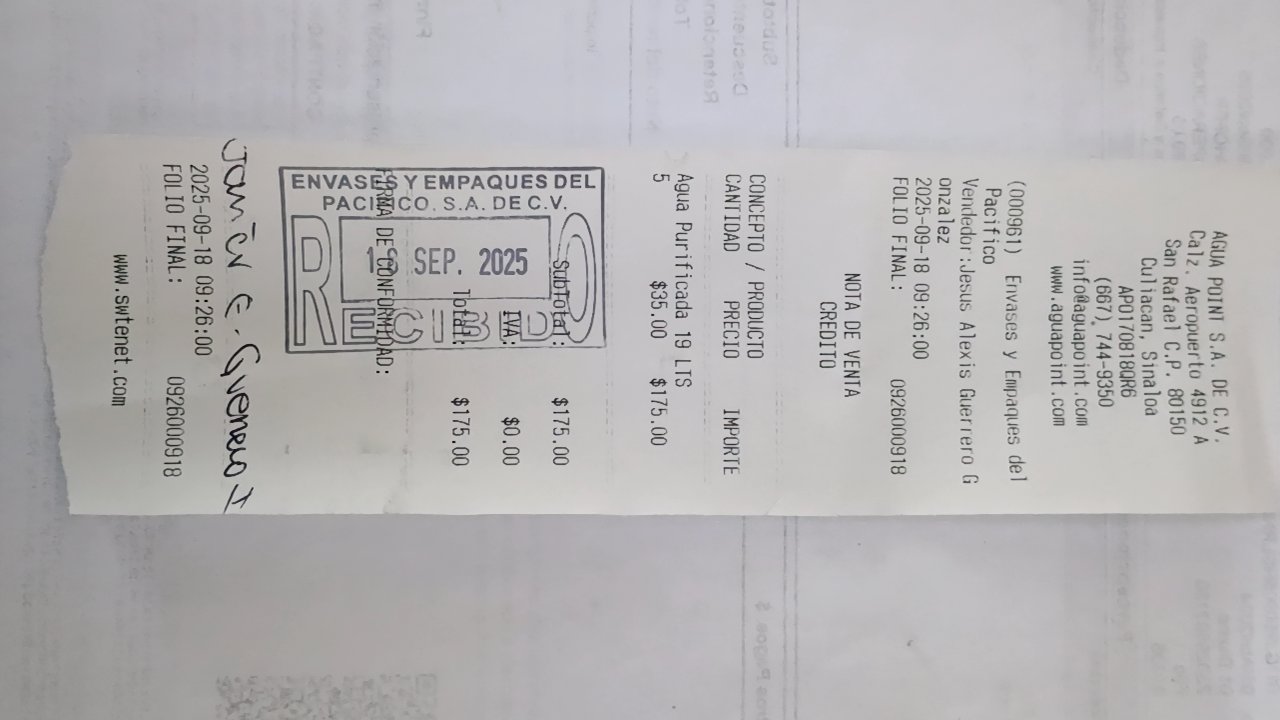 AGUA POINT S.A. DE C.V.
Calz. Aeropuerto 4912 A
San Rafael C.P. 80150
Culiacan, Sinaloa
APO170818QR6
(667). 744-9350
info@aguapoint.com
www.aguapoint.com
(000961) Envases y Empaques del
Pacifico
Vendedor:Jesus Alexis Guerrero G
onzalez
2025-09-18 09:26:00
FOLIO FINAL: 0926000918
NOTA DE VENTA
CREDITO
CONCEPTO / PRODUCTO
CANTIDAD PRECIO IMPORTE
Agua Purificada 19 LTS
5 $35.00 $175.00
SubTotal: $175.00
IVA: $0.00
Total: $175.00
FIRMA DE CONFORMIDAD:
ENVASES Y EMPAQUES DEL
PACIFICO. S.A. DE C.V.
SEP. 2025
RECIBIDO
E. Guerrero I
2025-09-18 09:26:00
FOLIO FINAL: 0926000918
www.swtenet.com